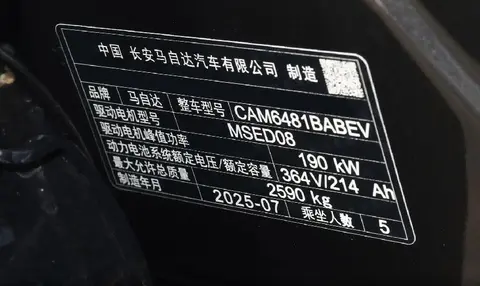 中国 长安马自达汽车有限公司 制造
品牌 马自达 整车型号 CAM6481BABEV
驱动电机型号 MSED08
驱动电机峰值功率 190 kW
动力电池系统额定电压/额定容量 364V/214 Ah
最大允许总质量 2590 kg
制造年月 2025-07 乘坐人数 5